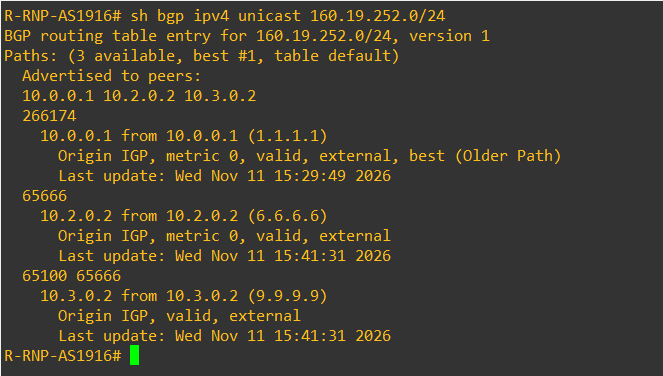 R-RNP-AS1916# sh bgp ipv4 unicast 160.19.252.0/24
BGP routing table entry for 160.19.252.0/24, version 1
Paths: (3 available, best #1, table default)
  Advertised to peers:
  10.0.0.1 10.2.0.2 10.3.0.2
  266174
    10.0.0.1 from 10.0.0.1 (1.1.1.1)
      Origin IGP, metric 0, valid, external, best (Older Path)
      Last update: Wed Nov 11 15:29:49 2026
  65666
    10.2.0.2 from 10.2.0.2 (6.6.6.6)
      Origin IGP, metric 0, valid, external
      Last update: Wed Nov 11 15:41:31 2026
  65100 65666
    10.3.0.2 from 10.3.0.2 (9.9.9.9)
      Origin IGP, valid, external
      Last update: Wed Nov 11 15:41:31 2026
R-RNP-AS1916#